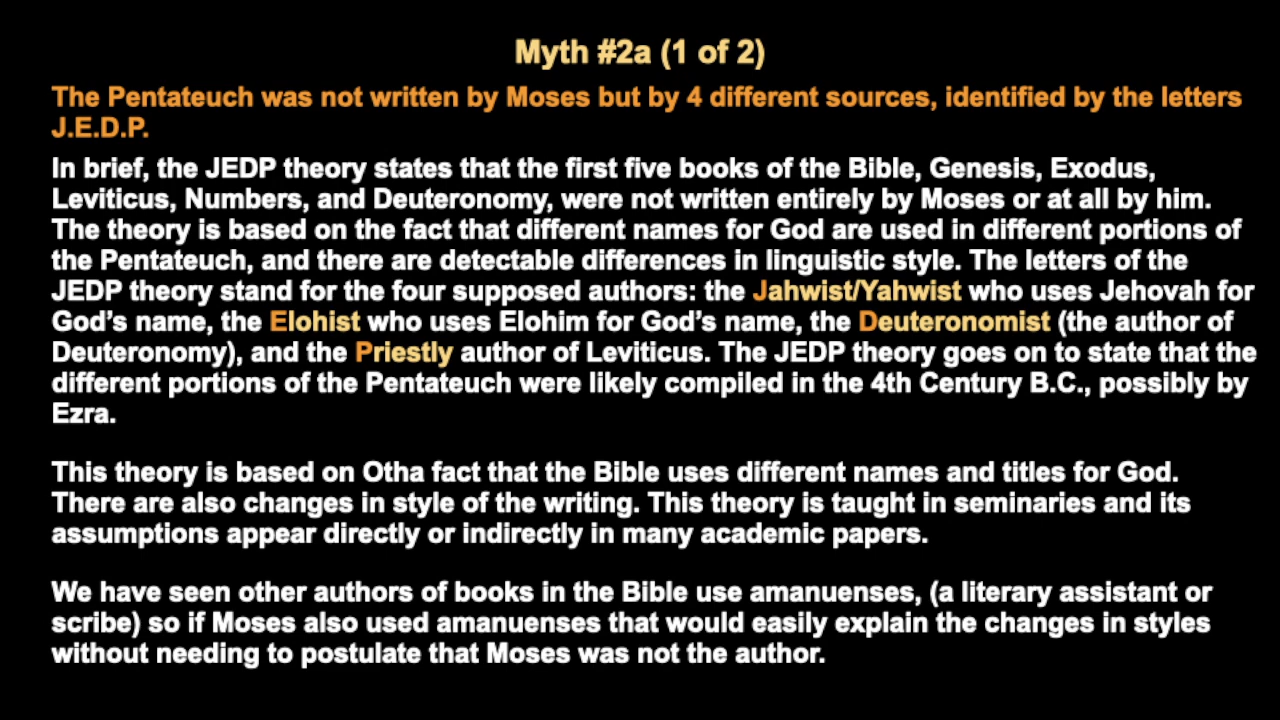 Myth #2a (1 of 2)
The Pentateuch was not written by Moses but by 4 different sources, identified by the letters
J.E.D.P.
In brief, the JEDP theory states that the first five books of the Bible, Genesis, Exodus,
Leviticus, Numbers, and Deuteronomy, were not written entirely by Moses or at all by him.
The theory is based on the fact that different names for God are used in different portions of
the Pentateuch, and there are detectable differences in linguistic style. The letters of the
JEDP theory stand for the four supposed authors: the Jahwist/Yahwist who uses Jehovah for
God’s name, the Elohist who uses Elohim for God’s name, the Deuteronomist (the author of
Deuteronomy), and the Priestly author of Leviticus. The JEDP theory goes on to state that the
different portions of the Pentateuch were likely compiled in the 4th Century B.C., possibly by
Ezra.
This theory is based on Otha fact that the Bible uses different names and titles for God.
There are also changes in style of the writing. This theory is taught in seminaries and its
assumptions appear directly or indirectly in many academic papers.
We have seen other authors of books in the Bible use amanuenses, (a literary assistant or
scribe) so if Moses also used amanuenses that would easily explain the changes in styles
without needing to postulate that Moses was not the author.